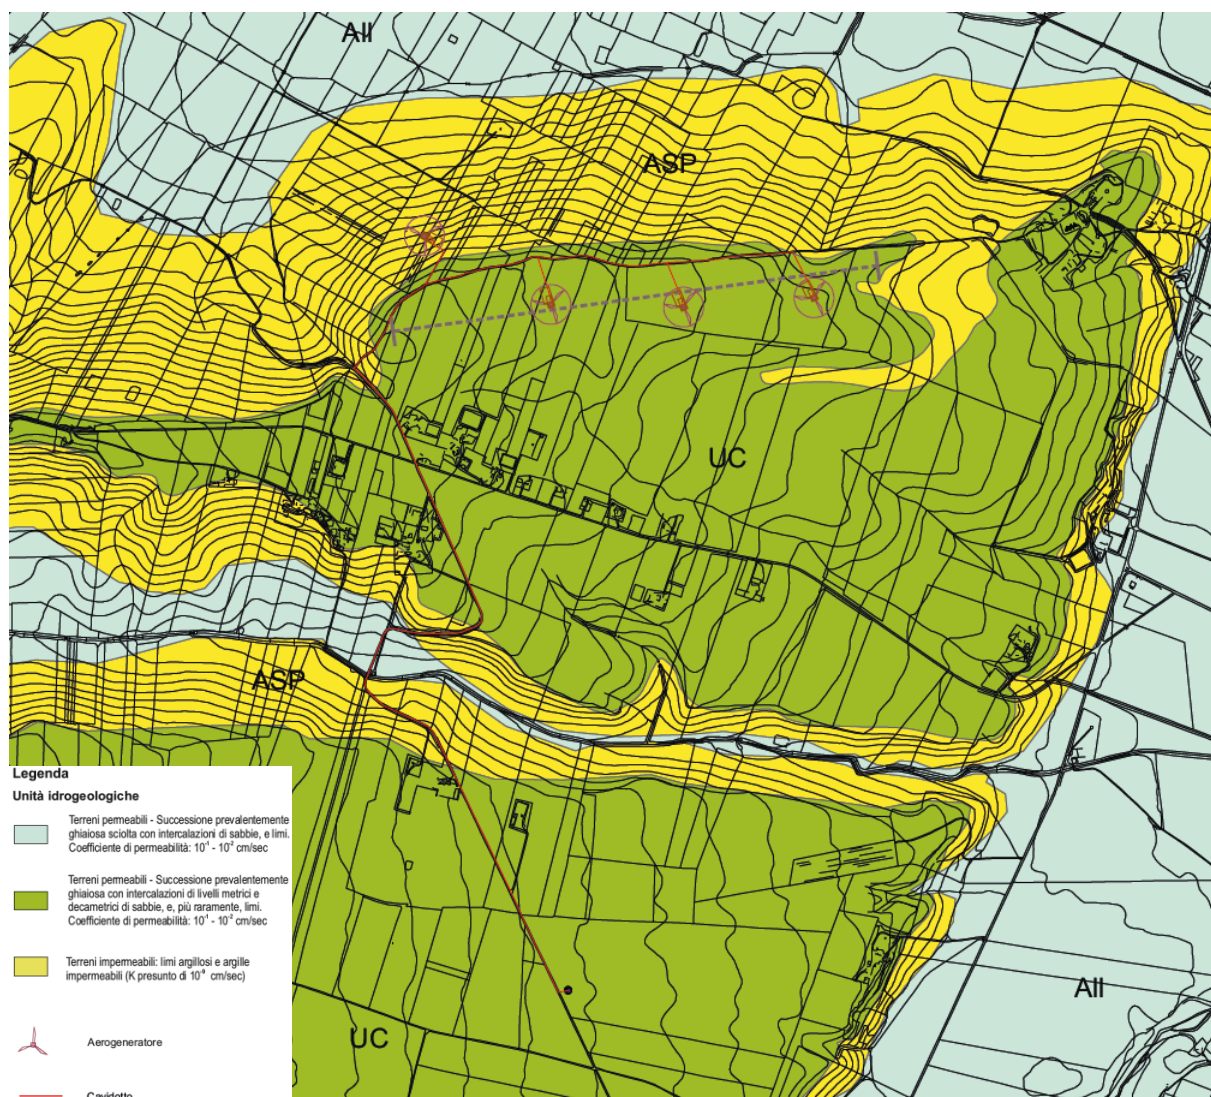 All
ASP
UC
ASP
All
UC
Legenda
Unità idrogeologiche
Terreni permeabili - Successione prevalentemente
ghiaiosa sciolta con intercalazioni di sabbie, e limi.
Coefficiente di permeabilità: 10⁻¹ - 10⁻² cm/sec
Terreni permeabili - Successione prevalentemente
ghiaiosa con intercalazioni di livelli metrici e
decametrici di sabbie, e, più raramente, limi.
Coefficiente di permeabilità: 10⁻¹ - 10⁻² cm/sec
Terreni impermeabili: limi argillosi e argille
impermeabili (K presunto di 10⁻⁹ cm/sec)
Aerogeneratore
Cavidotto